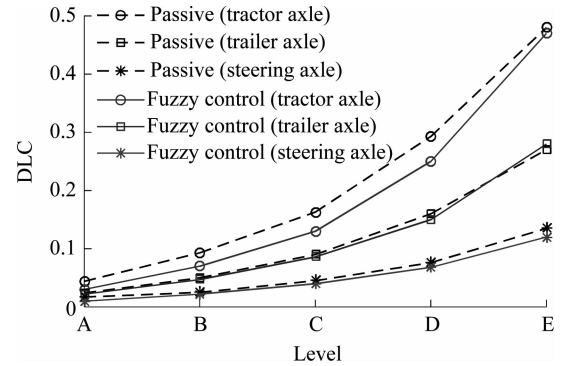 0.5
0.4
0.3
0.2
0.1
0
DLC
Passive (tractor axle)
Passive (trailer axle)
Passive (steering axle)
Fuzzy control (tractor axle)
Fuzzy control (trailer axle)
Fuzzy control (steering axle)
A B C D E
Level